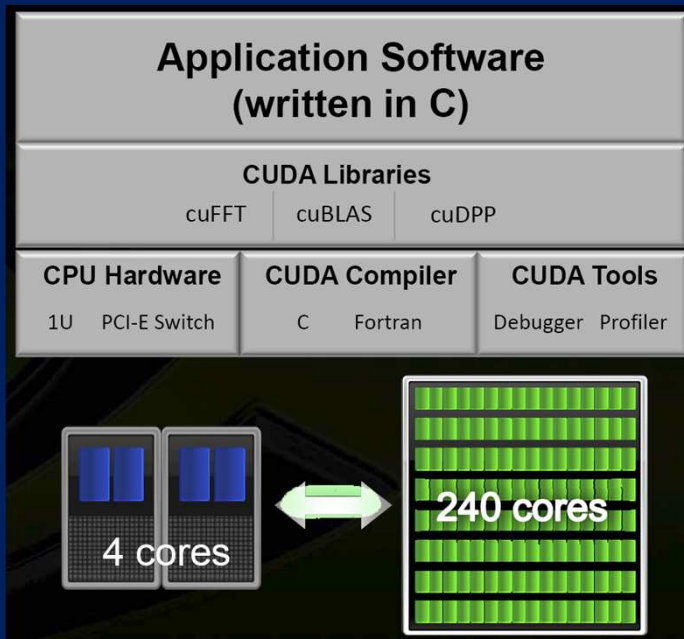 Application Software
(written in C)
CUDA Libraries
cuFFT cuBLAS cuDPP
CPU Hardware CUDA Compiler CUDA Tools
1U PCI-E Switch C Fortran Debugger Profiler
4 cores
240 cores